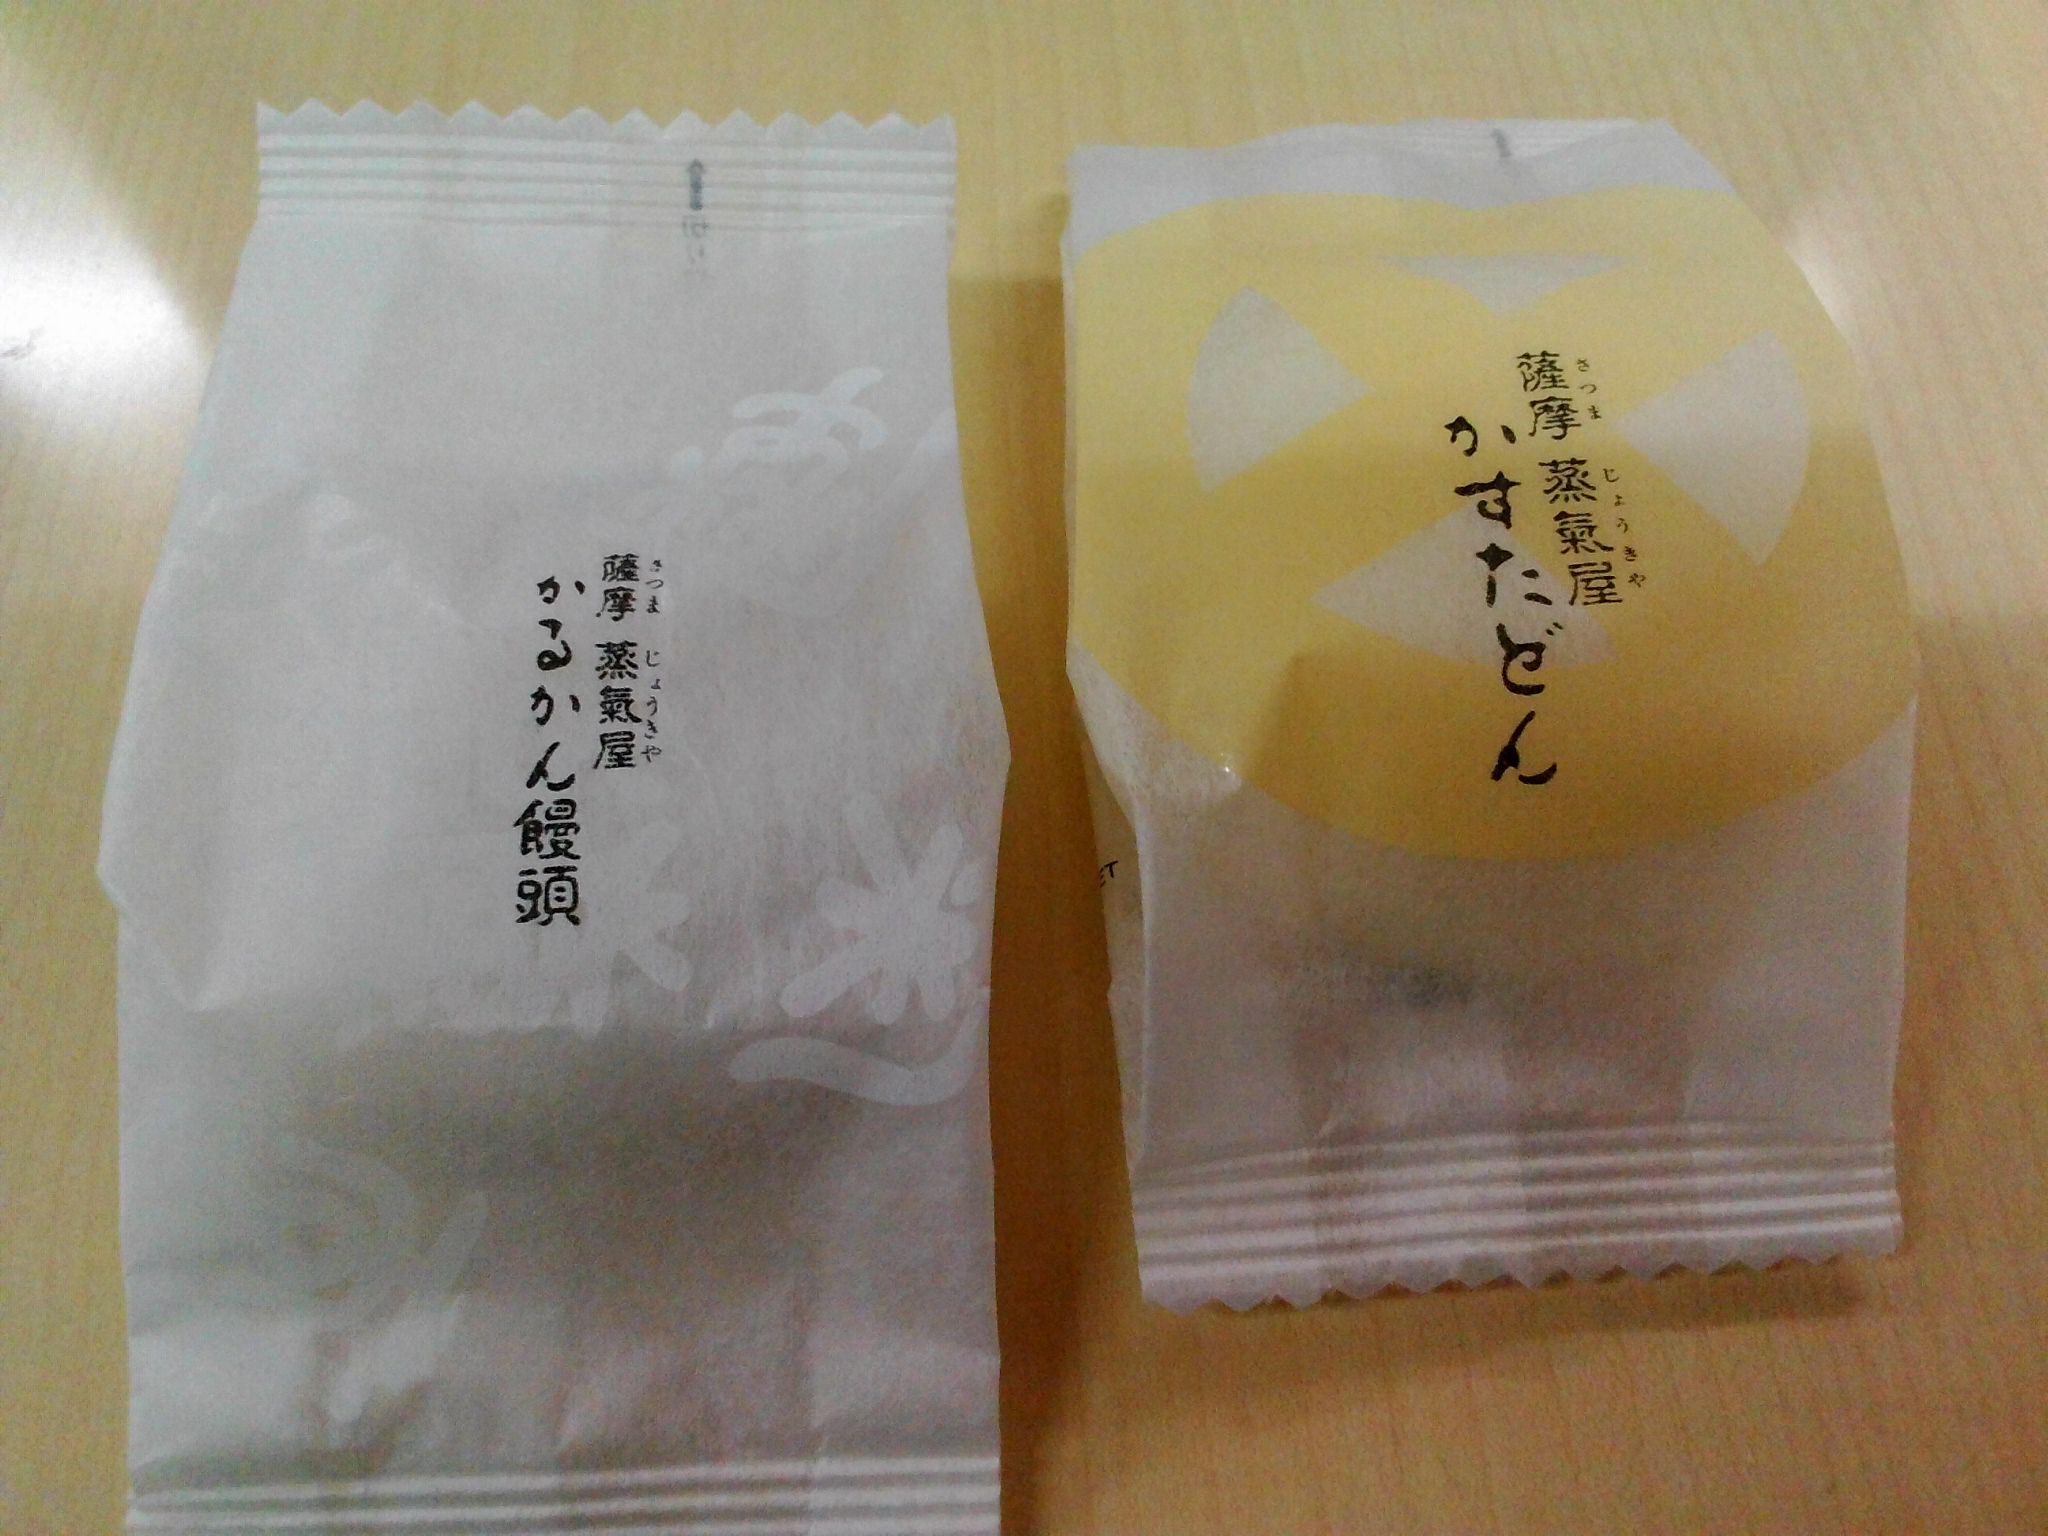 薩摩 蒸氣屋
さつま じょうきや
かるかん饅頭
薩摩 蒸氣屋
さつま じょうきや
かすたどん
ET